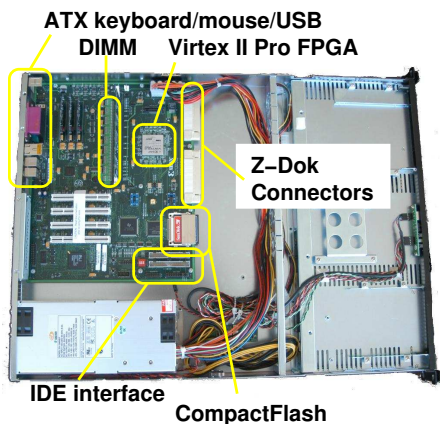 ATX keyboard/mouse/USB
DIMM
Virtex II Pro FPGA
Z−Dok
Connectors
IDE interface
CompactFlash